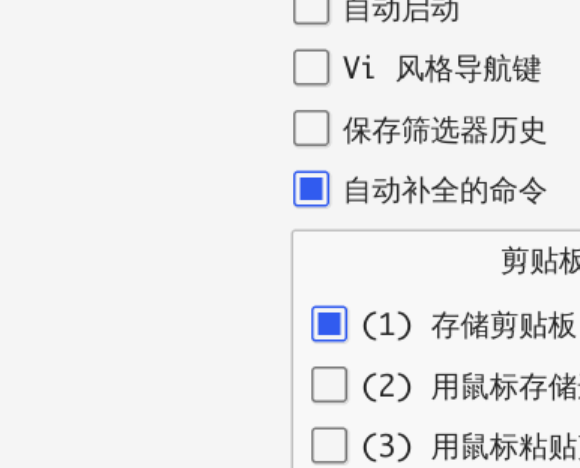 自动启动
Vi 风格导航键
保存筛选器历史
自动补全的命令
剪贴板
(1) 存储剪贴板
(2) 用鼠标存储
(3) 用鼠标粘贴